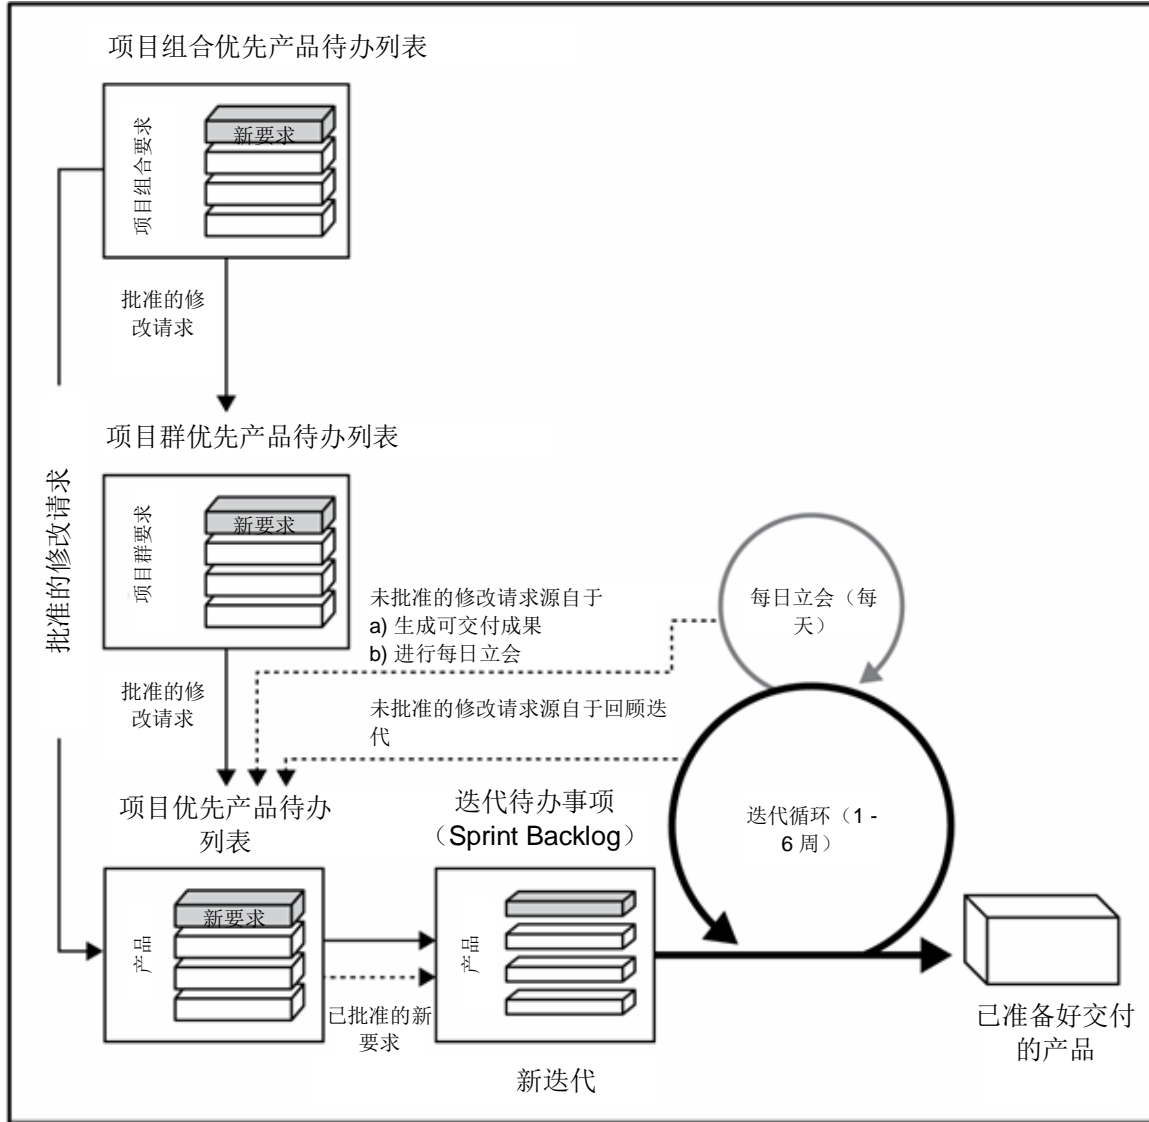 项目组合优先产品待办列表
项目组合要求
新要求
批准的修
改请求
批准的修改请求
项目群优先产品待办列表
项目群要求
新要求
未批准的修改请求源自于
a) 生成可交付成果
b) 进行每日立会
每日立会（每
天）
批准的修
改请求
未批准的修改请求源自于回顾迭
代
项目优先产品待办
列表
迭代待办事项
（Sprint Backlog）
迭代循环（1 -
6 周）
产品
新要求
已批准的新
要求
产品
新迭代
已准备好交付
的产品